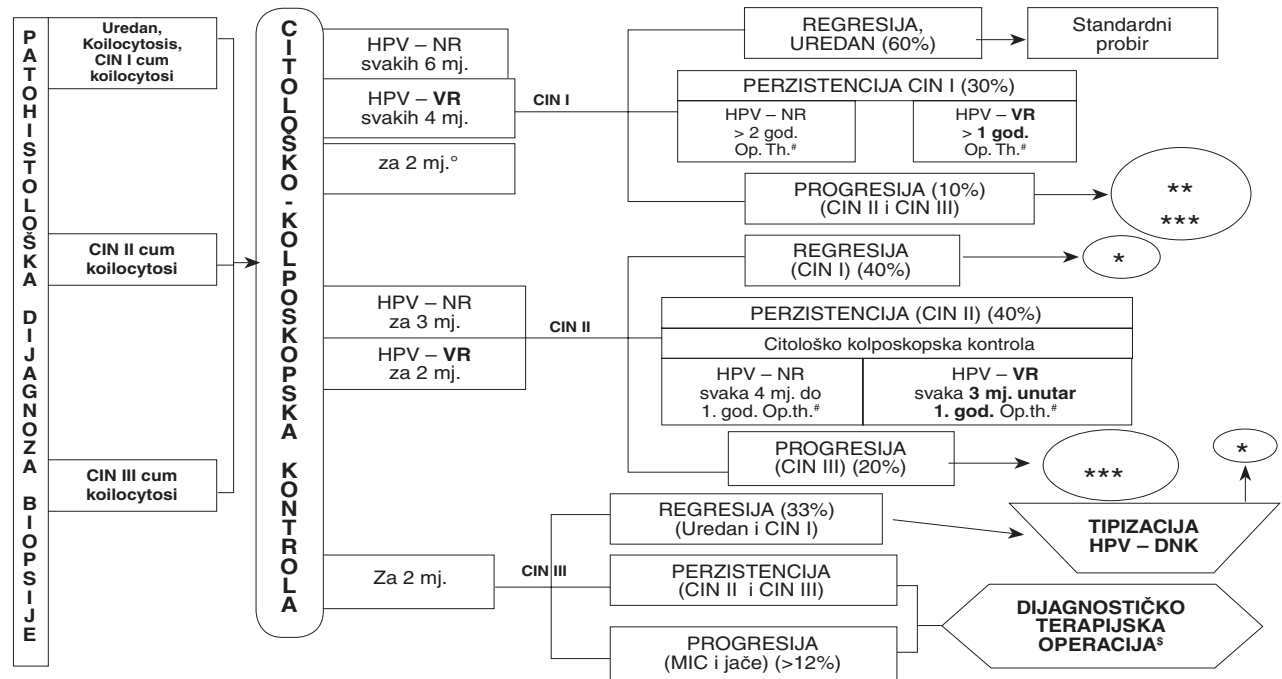 PATOHISTOLOŠKA DIJAGNOZA BIOPSIJE
Uredan,
Koilocytosis,
CIN I cum
koilocytosi
CIN II cum
koilocytosi
CIN III cum
koilocytosi
CITOLOŠKO - KOLPOSKOPSKA KONTROLA
HPV – NR
svakih 6 mj.
HPV – VR
svakih 4 mj.
za 2 mj.°
CIN I
REGRESIJA,
UREDAN (60%)
Standardni
probir
PERZISTENCIJA CIN I (30%)
HPV – NR
> 2 god.
Op. Th.#
HPV – VR
> 1 god.
Op. Th.#
PROGRESIJA (10%)
(CIN II i CIN III)
**
***
HPV – NR
za 3 mj.
HPV – VR
za 2 mj.
CIN II
REGRESIJA
(CIN I) (40%)
*
PERZISTENCIJA (CIN II) (40%)
Citološko kolposkopska kontrola
HPV – NR
svaka 4 mj. do
1. god. Op.th.#
HPV – VR
svaka 3 mj. unutar
1. god. Op.th.#
PROGRESIJA
(CIN III) (20%)
***
*
Za 2 mj.
CIN III
REGRESIJA (33%)
(Uredan i CIN I)
TIPIZACIJA
HPV – DNK
PERZISTENCIJA
(CIN II i CIN III)
PROGRESIJA
(MIC i jače) (>12%)
DIJAGNOSTIČKO
TERAPIJSKA
OPERACIJA$